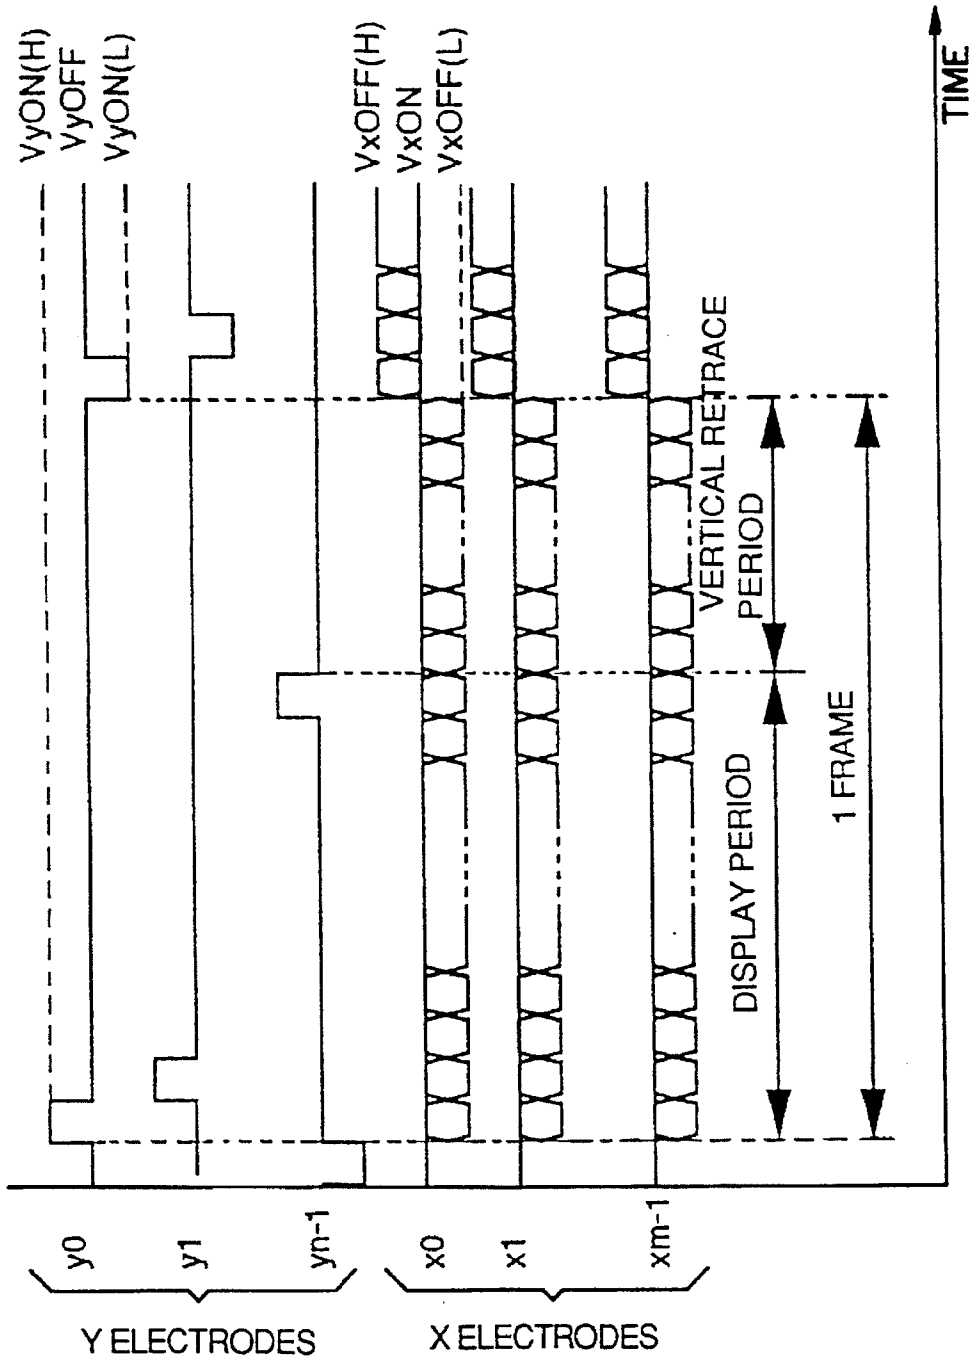 VyON(H)
VyOFF
VyON(L)
VxOFF(H)
VxON
VxOFF(L)
y0
y1
yn-1
x0
x1
xm-1
Y ELECTRODES
X ELECTRODES
DISPLAY PERIOD
VERTICAL RETRACE
PERIOD
1 FRAME
TIME